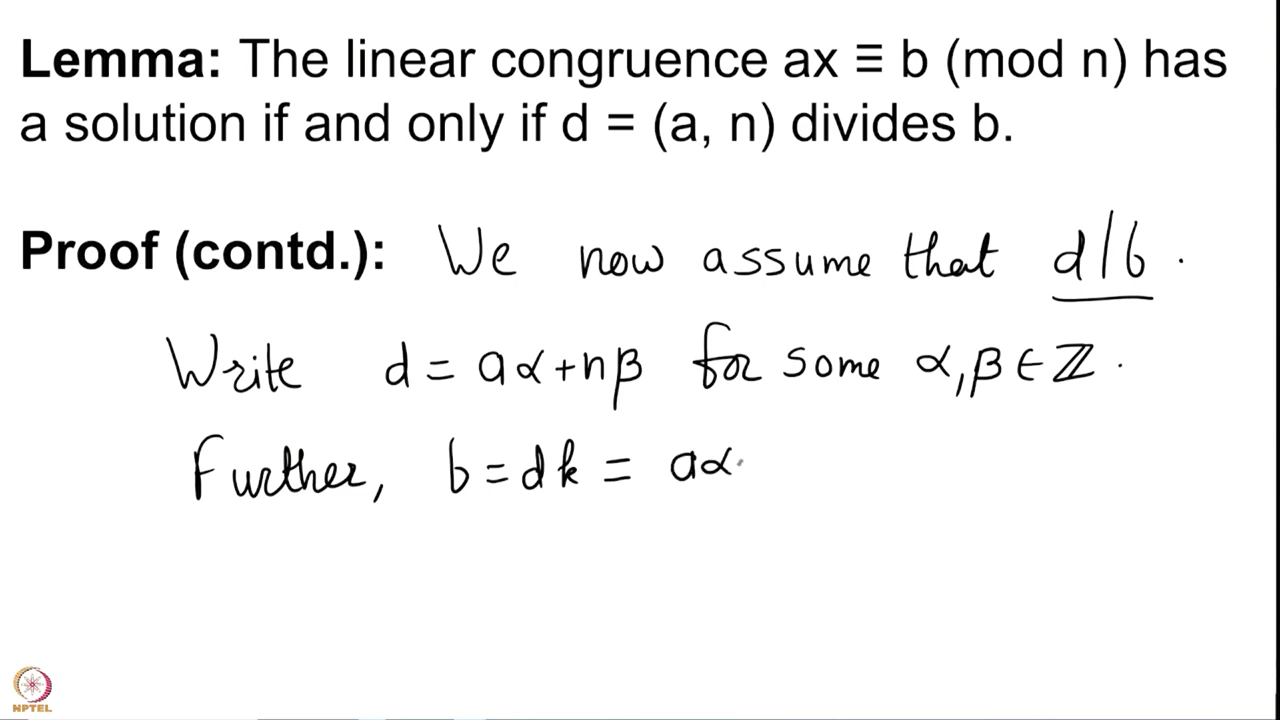 Lemma: The linear congruence ax ≡ b (mod n) has
a solution if and only if d = (a, n) divides b.
Proof (contd.): We now assume that d|b.
Write d = aα+nβ for some α,β∈ℤ.
Further, b = dk = aα
NPTEL